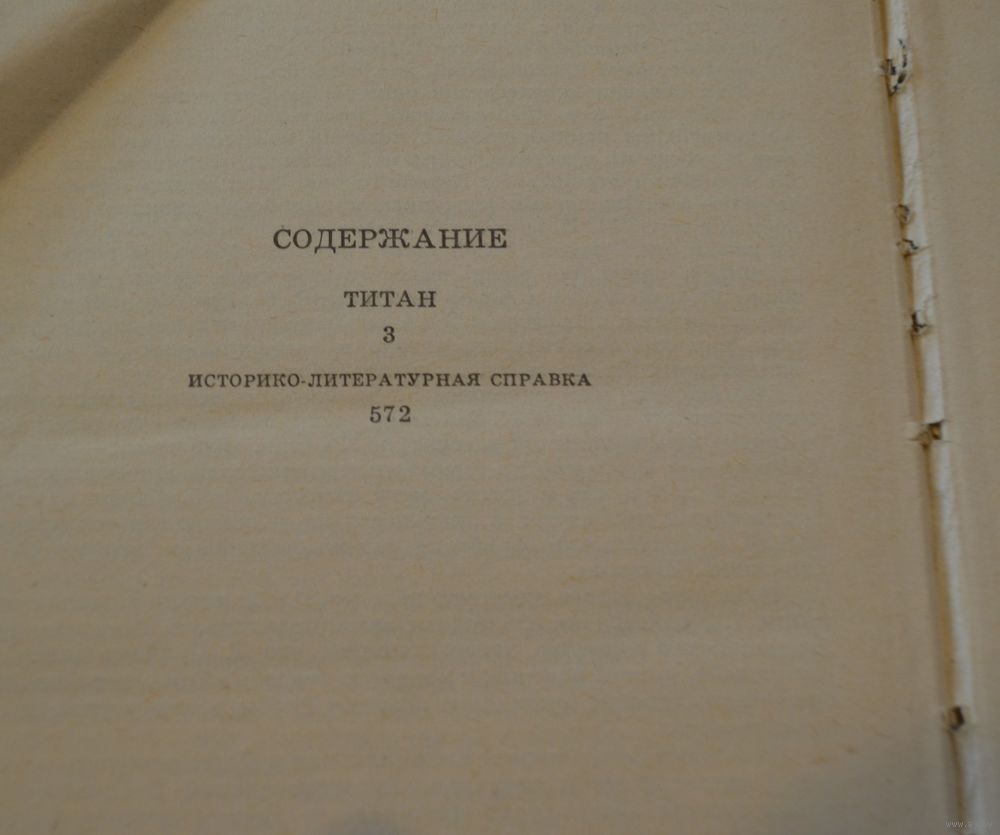 СОДЕРЖАНИЕ
ТИТАН
3
ИСТОРИКО-ЛИТЕРАТУРНАЯ СПРАВКА
572